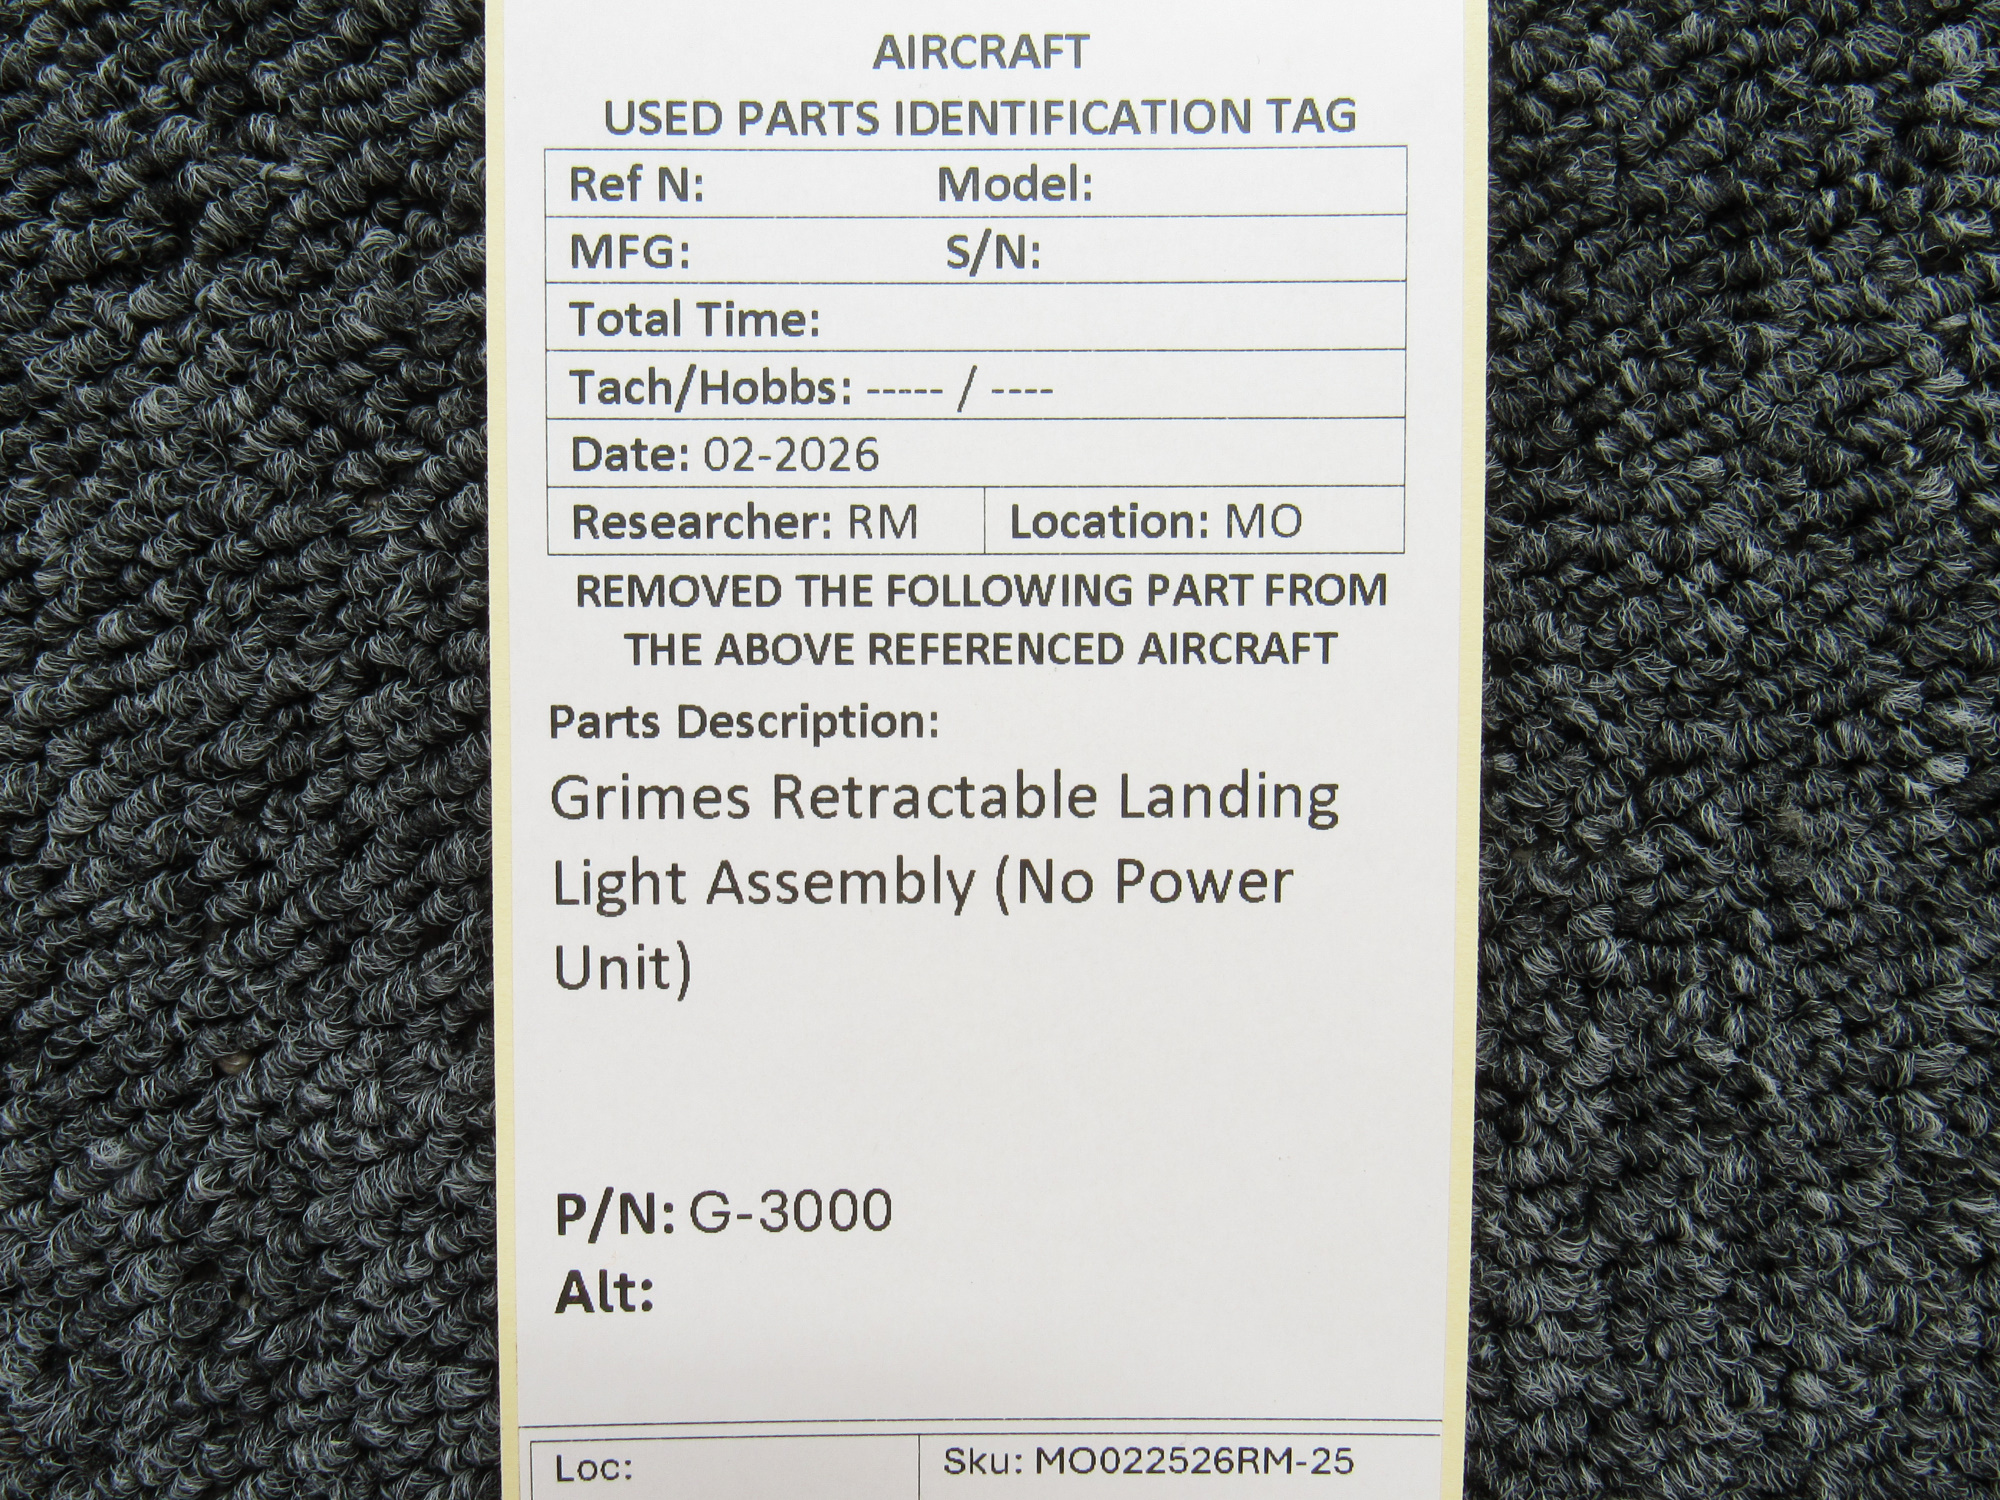 AIRCRAFT
USED PARTS IDENTIFICATION TAG
Ref N: Model:
MFG: S/N:
Total Time:
Tach/Hobbs: ----- / ----
Date: 02-2026
Researcher: RM Location: MO
REMOVED THE FOLLOWING PART FROM
THE ABOVE REFERENCED AIRCRAFT
Parts Description:
Grimes Retractable Landing
Light Assembly (No Power
Unit)
P/N: G-3000
Alt:
Loc: Sku: MO022526RM-25